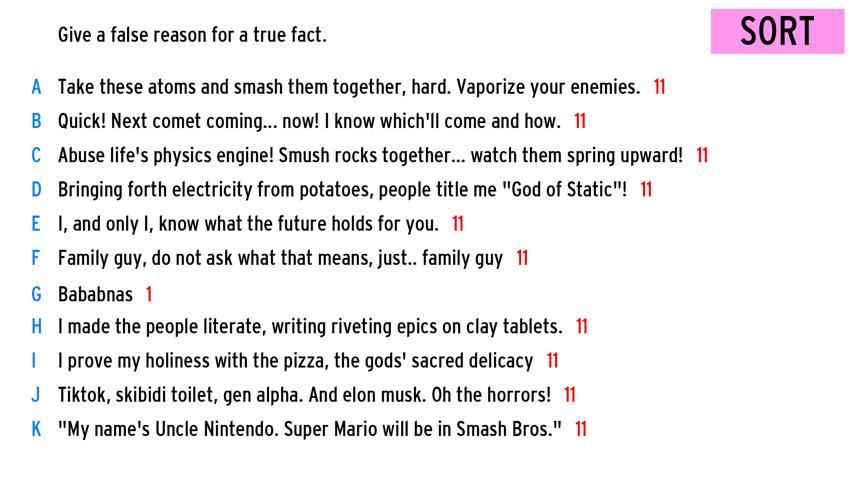 Give a false reason for a true fact.
SORT
A Take these atoms and smash them together, hard. Vaporize your enemies. 11
B Quick! Next comet coming... now! I know which'll come and how. 11
C Abuse life's physics engine! Smush rocks together... watch them spring upward! 11
D Bringing forth electricity from potatoes, people title me "God of Static"! 11
E I, and only I, know what the future holds for you. 11
F Family guy, do not ask what that means, just.. family guy 11
G Bababnas 1
H I made the people literate, writing riveting epics on clay tablets. 11
I I prove my holiness with the pizza, the gods' sacred delicacy 11
J Tiktok, skibidi toilet, gen alpha. And elon musk. Oh the horrors! 11
K "My name's Uncle Nintendo. Super Mario will be in Smash Bros." 11